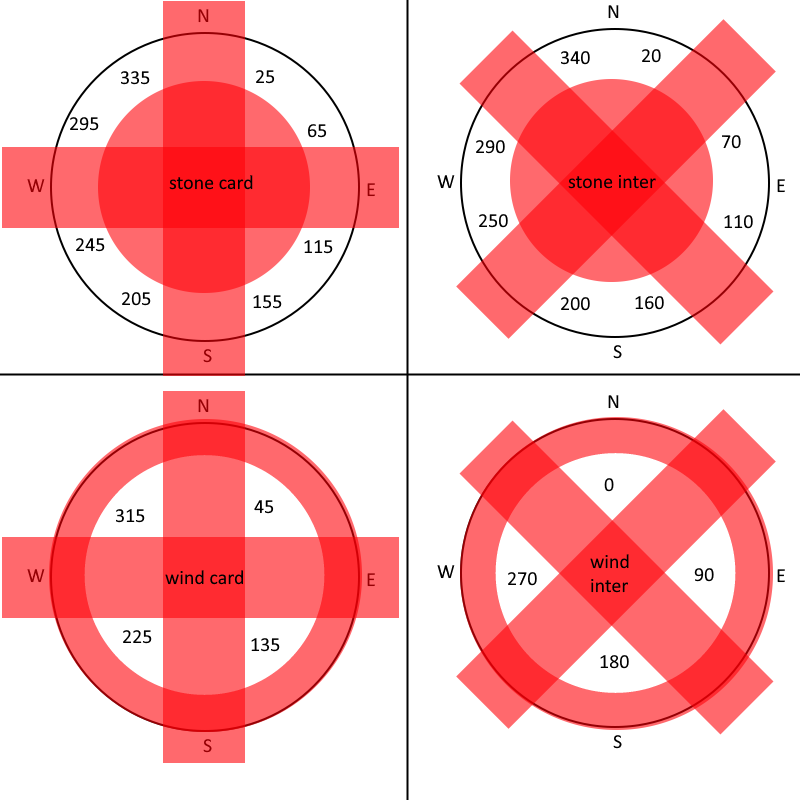 N
335 25
295 65
W stone card E
245 115
205 155
S
N
340 20
290 70
W stone inter E
250 110
200 160
S
N
315 45
W wind card E
225 135
S
N
0
W 270 wind 90 E
inter
180
S